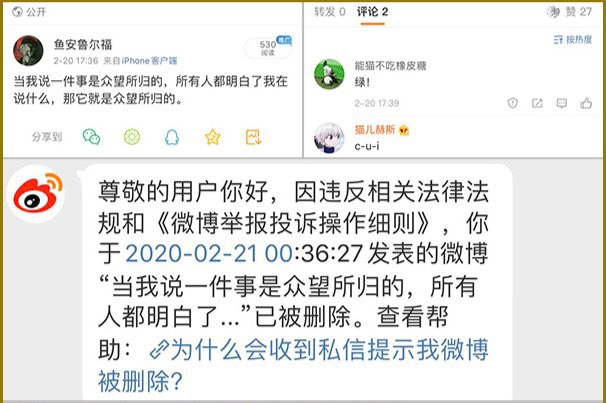 公开
鱼安鲁尔福
2-20 17:36 来自iPhone客户端
推广
530
阅读
当我说一件事是众望所归的，所有人都明白了我在
说什么，那它就是众望所归的。
分享到
转发 0 评论 2 赞 27
按热度
能猫不吃橡皮糖
绿！
2-20 17:39
猫儿赫斯
c-u-i
尊敬的用户你好，因违反相关法律法
规和《微博举报投诉操作细则》，你
于2020-02-21 00:36:27发表的微博
“当我说一件事是众望所归的，所有
人都明白了...”已被删除。查看帮
助：为什么会收到私信提示我微博
被删除？